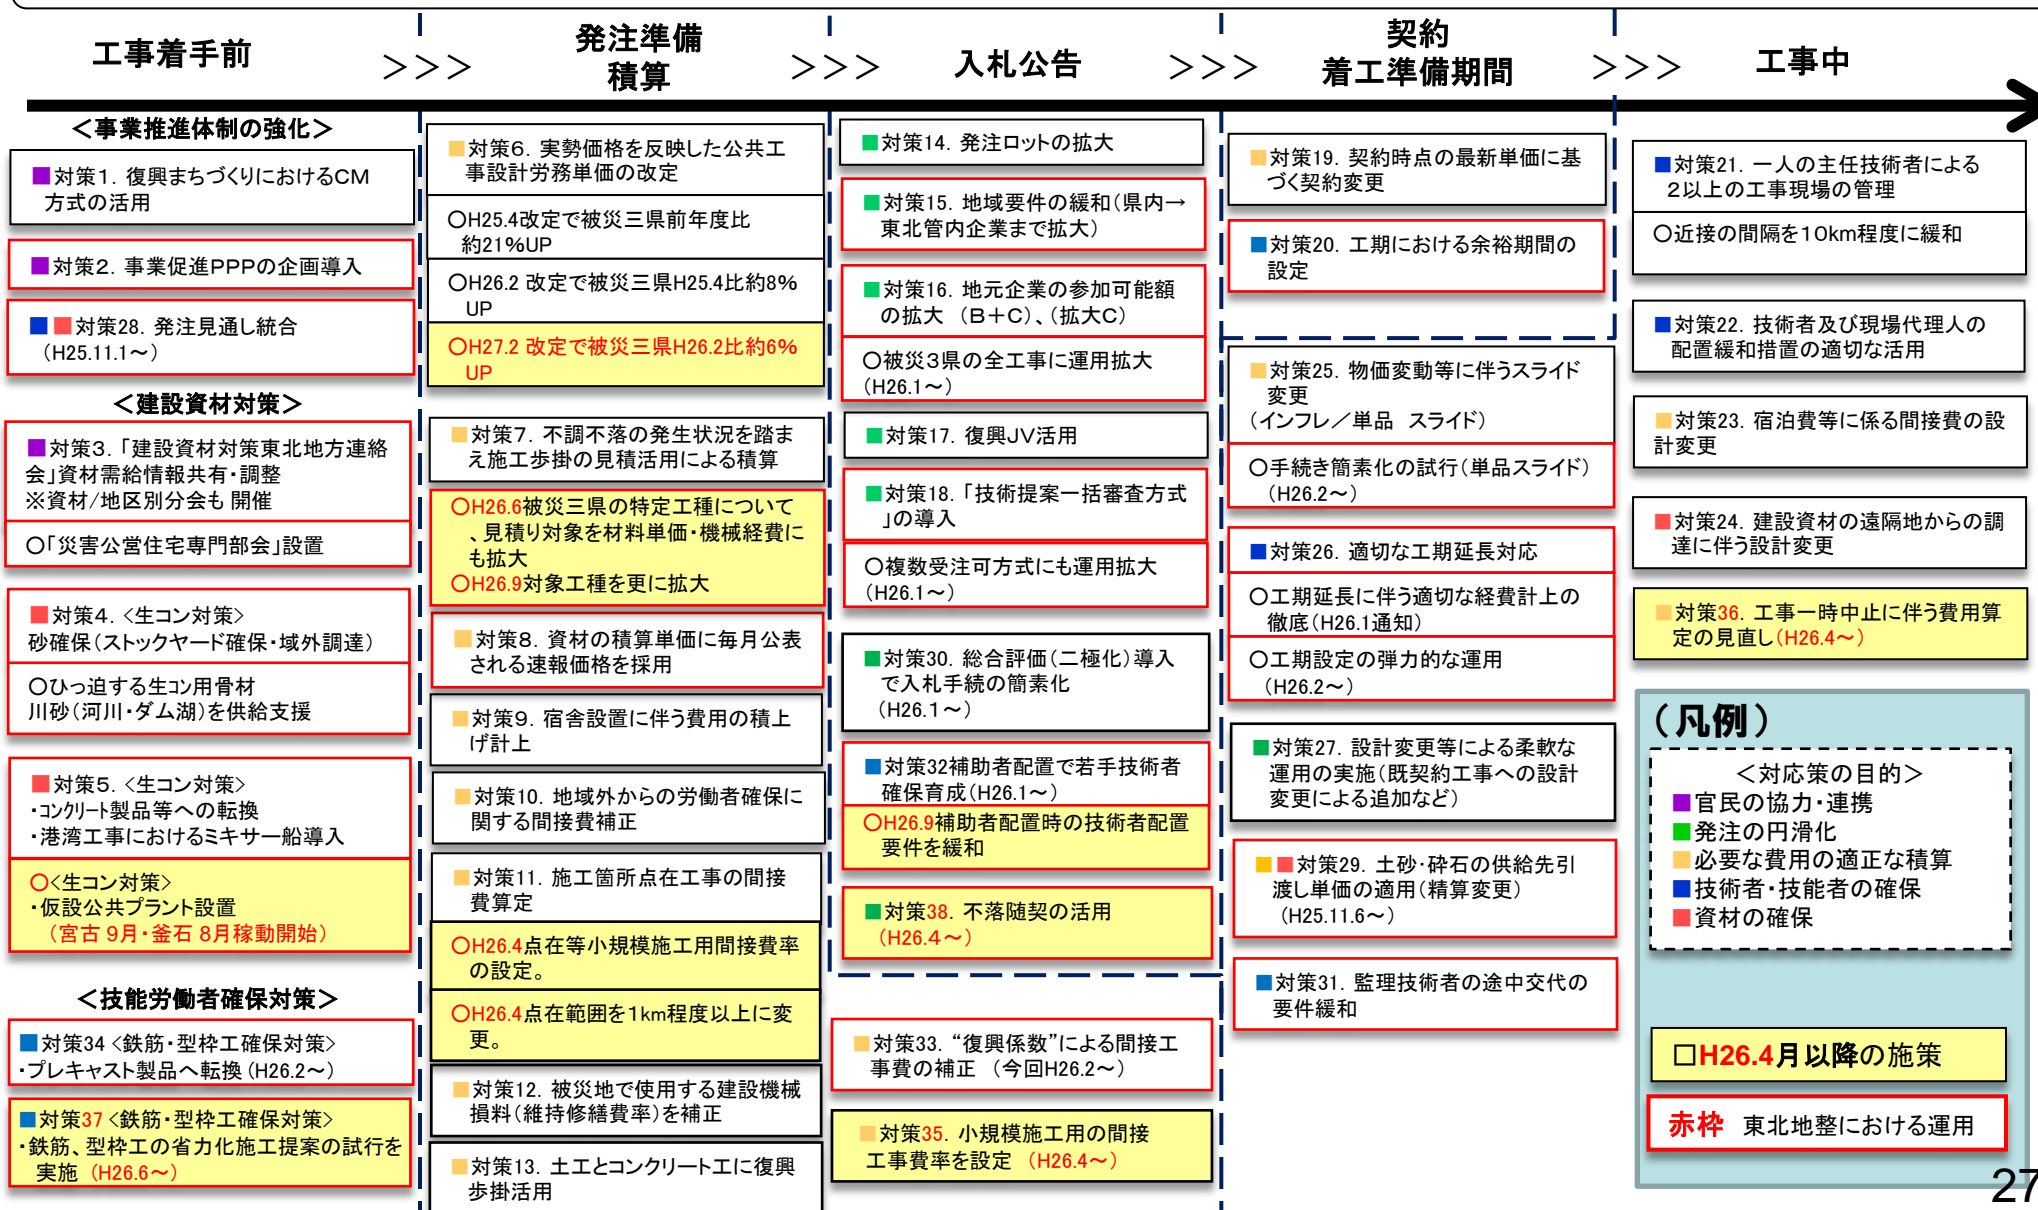 工事着手前
>>>
発注準備
積算
>>>
入札公告
>>>
契約
着工準備期間
>>>
工事中
＜事業推進体制の強化＞
■対策1．復興まちづくりにおけるCM
方式の活用
■対策2．事業促進PPPの企画導入
■■対策28．発注見通し統合
(H25.11.1～)
＜建設資材対策＞
■対策3．「建設資材対策東北地方連絡
会」資材需給情報共有・調整
※資材/地区別分会も開催
○「災害公営住宅専門部会」設置
■対策4．<生コン対策>
砂確保(ストックヤード確保・域外調達)
○ひっ迫する生コン用骨材
川砂(河川・ダム湖)を供給支援
■対策5．<生コン対策>
・コンクリート製品等への転換
・港湾工事におけるミキサー船導入
○<生コン対策>
・仮設公共プラント設置
(宮古 9月・釜石 8月稼動開始)
＜技能労働者確保対策＞
■対策34 <鉄筋・型枠工確保対策>
・プレキャスト製品へ転換 (H26.2～)
■対策37 <鉄筋・型枠工確保対策>
・鉄筋、型枠工の省力化施工提案の試行を
実施 (H26.6～)
■対策6．実勢価格を反映した公共工
事設計労務単価の改定
○H25.4改定で被災三県前年度比
約21%UP
○H26.2 改定で被災三県H25.4比約8%
UP
○H27.2 改定で被災三県H26.2比約6%
UP
■対策7．不調不落の発生状況を踏ま
え施工歩掛の見積活用による積算
○H26.6被災三県の特定工種について
、見積り対象を材料単価・機械経費に
も拡大
○H26.9対象工種を更に拡大
■対策8．資材の積算単価に毎月公表
される速報価格を採用
■対策9．宿舎設置に伴う費用の積上
げ計上
■対策10．地域外からの労働者確保に
関する間接費補正
■対策11．施工箇所点在工事の間接
費算定
○H26.4点在等小規模施工用間接費率
の設定。
○H26.4点在範囲を1km程度以上に変
更。
■対策12．被災地で使用する建設機械
損料(維持修繕費率)を補正
■対策13．土工とコンクリート工に復興
歩掛活用
■対策14．発注ロットの拡大
■対策15．地域要件の緩和(県内→
東北管内企業まで拡大)
■対策16．地元企業の参加可能額
の拡大 (B＋C)、(拡大C)
○被災3県の全工事に運用拡大
(H26.1～)
■対策17．復興JV活用
■対策18．「技術提案一括審査方式
」の導入
○複数受注可方式にも運用拡大
(H26.1～)
■対策30．総合評価(二極化)導入
で入札手続の簡素化
(H26.1～)
■対策32補助者配置で若手技術者
確保育成(H26.1～)
○H26.9補助者配置時の技術者配置
要件を緩和
■対策38．不落随契の活用
(H26.4～)
■対策33．“復興係数”による間接工
事費の補正 (今回H26.2～)
■対策35．小規模施工用の間接
工事費率を設定 (H26.4～)
■対策19．契約時点の最新単価に基
づく契約変更
■対策20．工期における余裕期間の
設定
■対策25．物価変動等に伴うスライド
変更
(インフレ／単品 スライド)
○手続き簡素化の試行(単品スライド)
(H26.2～)
■対策26．適切な工期延長対応
○工期延長に伴う適切な経費計上の
徹底(H26.1通知)
○工期設定の弾力的な運用
(H26.2～)
■対策27．設計変更等による柔軟な
運用の実施(既契約工事への設計
変更による追加など)
■■対策29．土砂・砕石の供給先引
渡し単価の適用(精算変更)
(H25.11.6～)
■対策31．監理技術者の途中交代の
要件緩和
■対策21．一人の主任技術者による
2以上の工事現場の管理
○近接の間隔を10km程度に緩和
■対策22．技術者及び現場代理人の
配置緩和措置の適切な活用
■対策23．宿泊費等に係る間接費の設
計変更
■対策24．建設資材の遠隔地からの調
達に伴う設計変更
■対策36．工事一時中止に伴う費用算
定の見直し(H26.4～)
(凡例)
＜対応策の目的＞
■官民の協力・連携
■発注の円滑化
■必要な費用の適正な積算
■技術者・技能者の確保
■資材の確保
□H26.4月以降の施策
赤枠 東北地整における運用
27